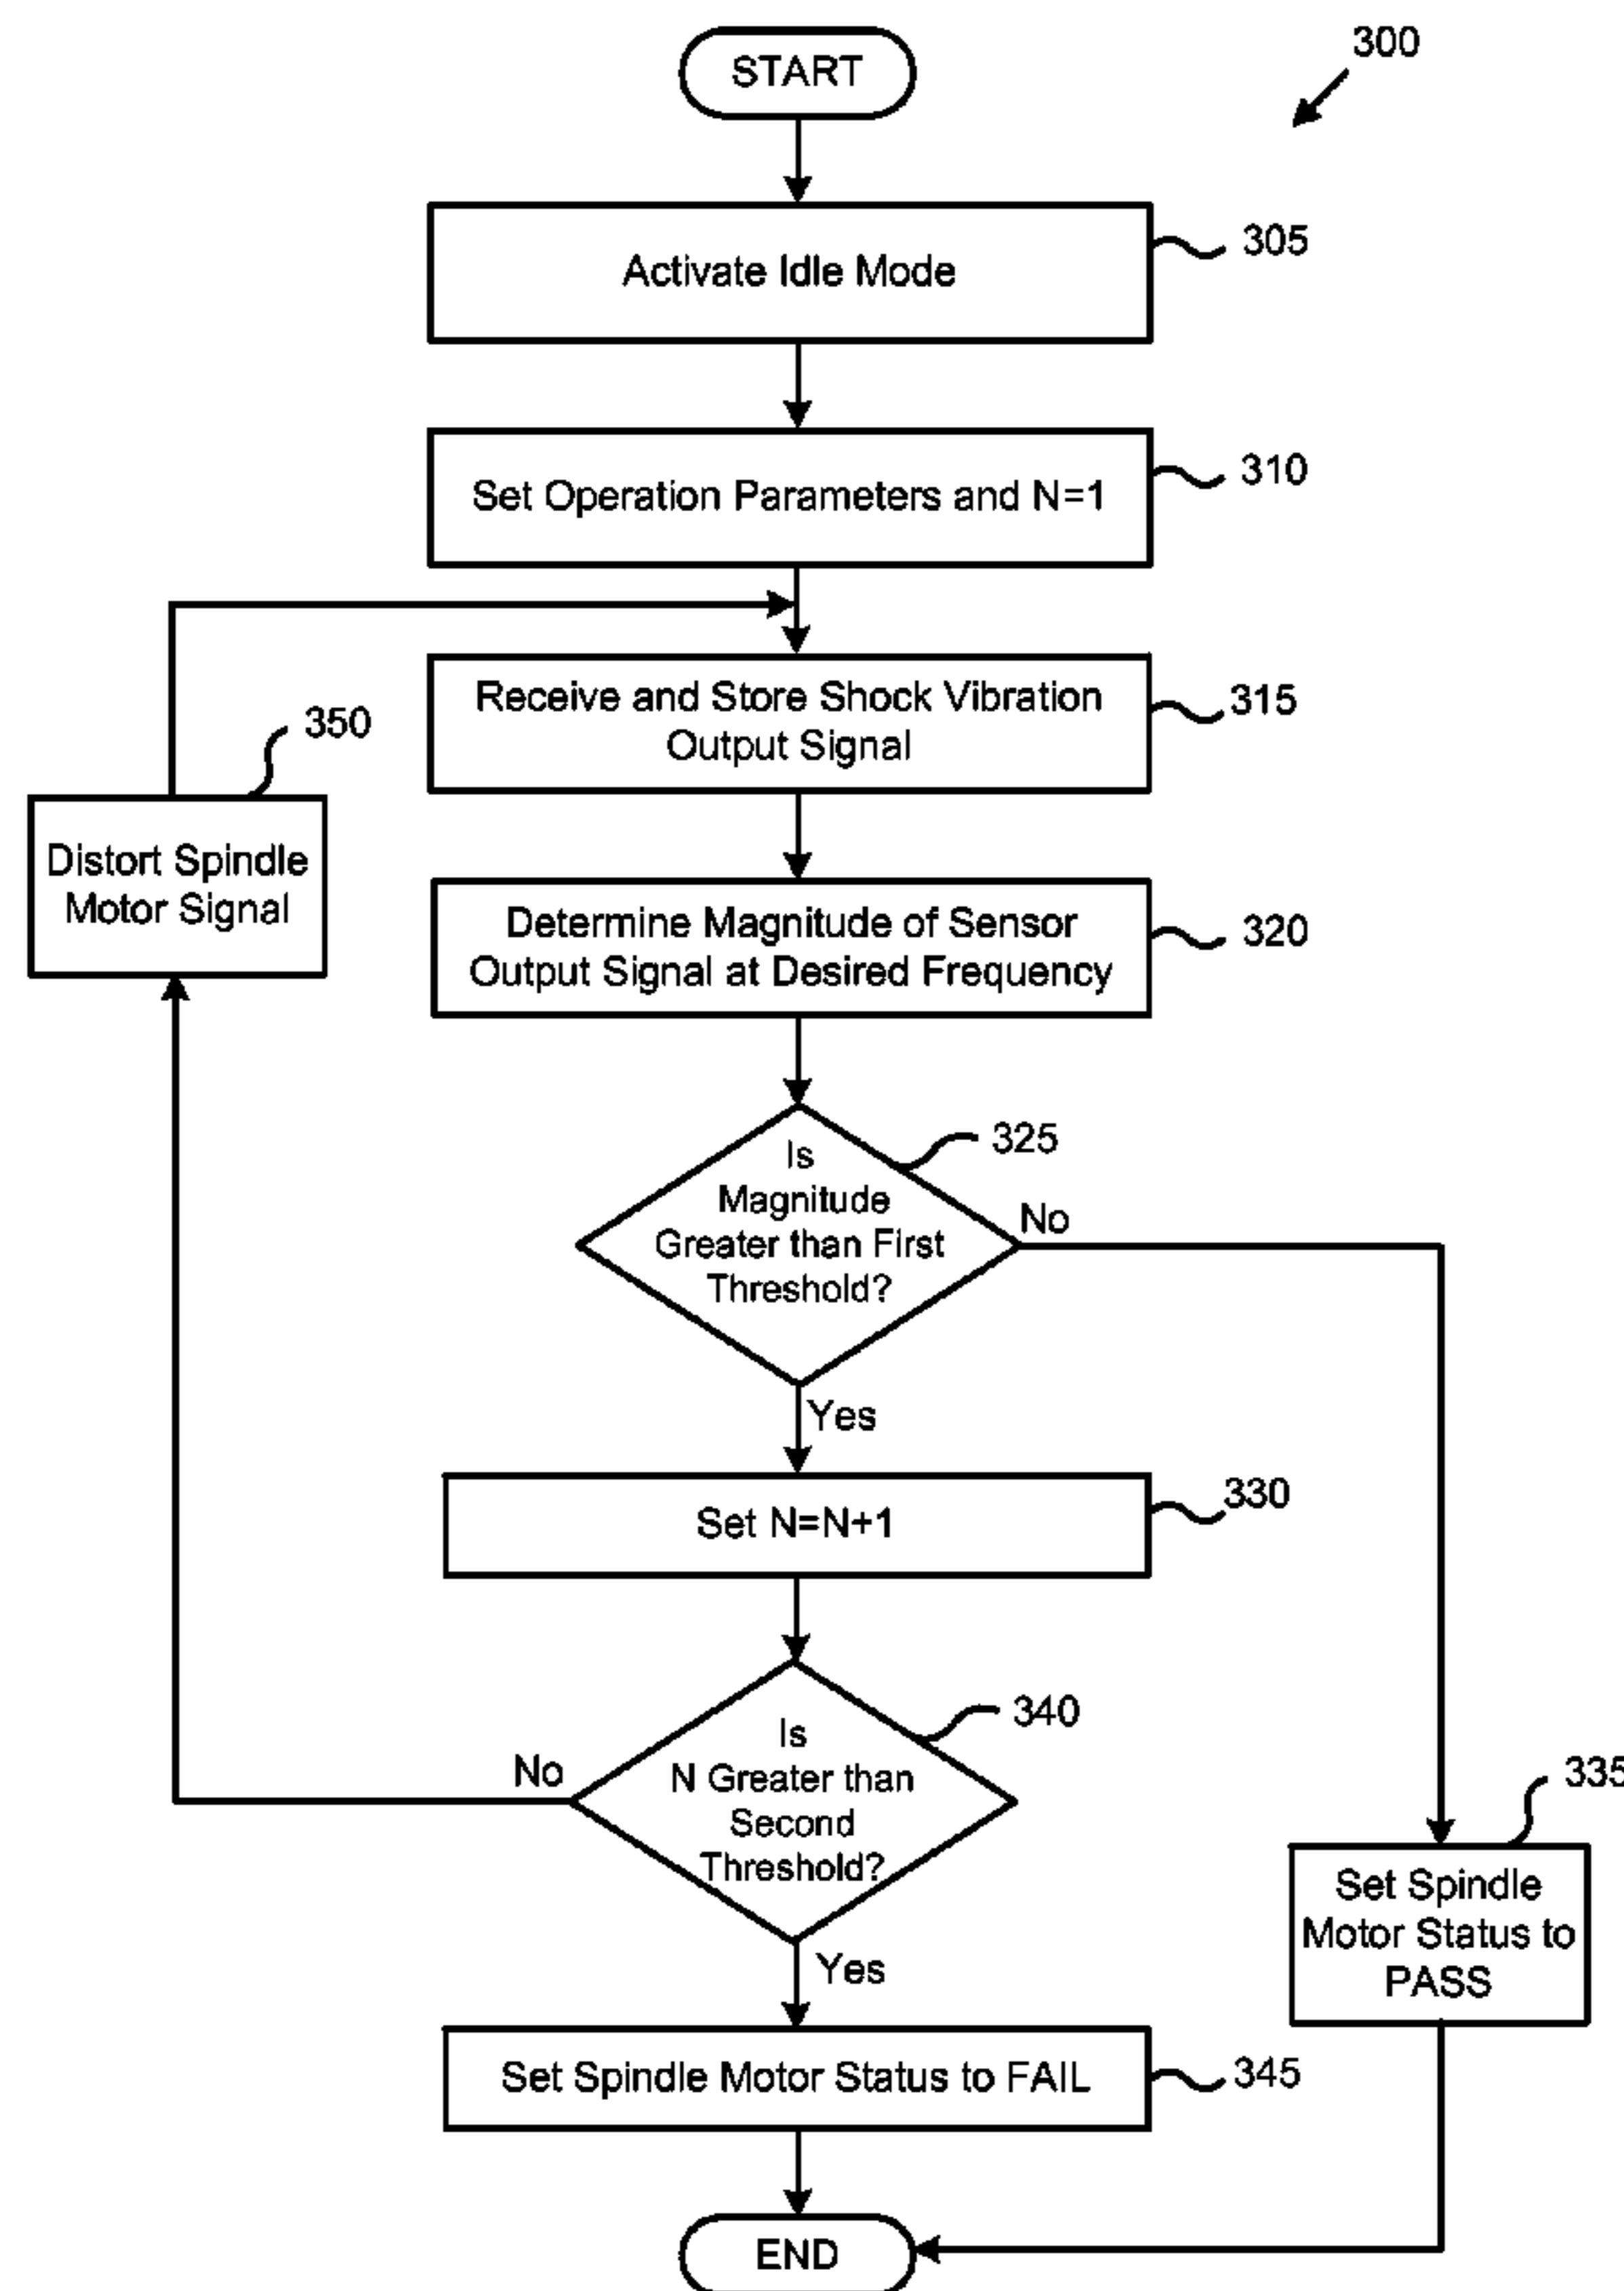 START
300
Activate Idle Mode
305
Set Operation Parameters and N=1
310
Receive and Store Shock Vibration
Output Signal
315
350
Distort Spindle
Motor Signal
Determine Magnitude of Sensor
Output Signal at Desired Frequency
320
Is
Magnitude
Greater than First
Threshold?
325
No
Yes
Set N=N+1
330
Is
N Greater than
Second
Threshold?
340
No
Yes
335
Set Spindle
Motor Status to
PASS
Set Spindle Motor Status to FAIL
345
END